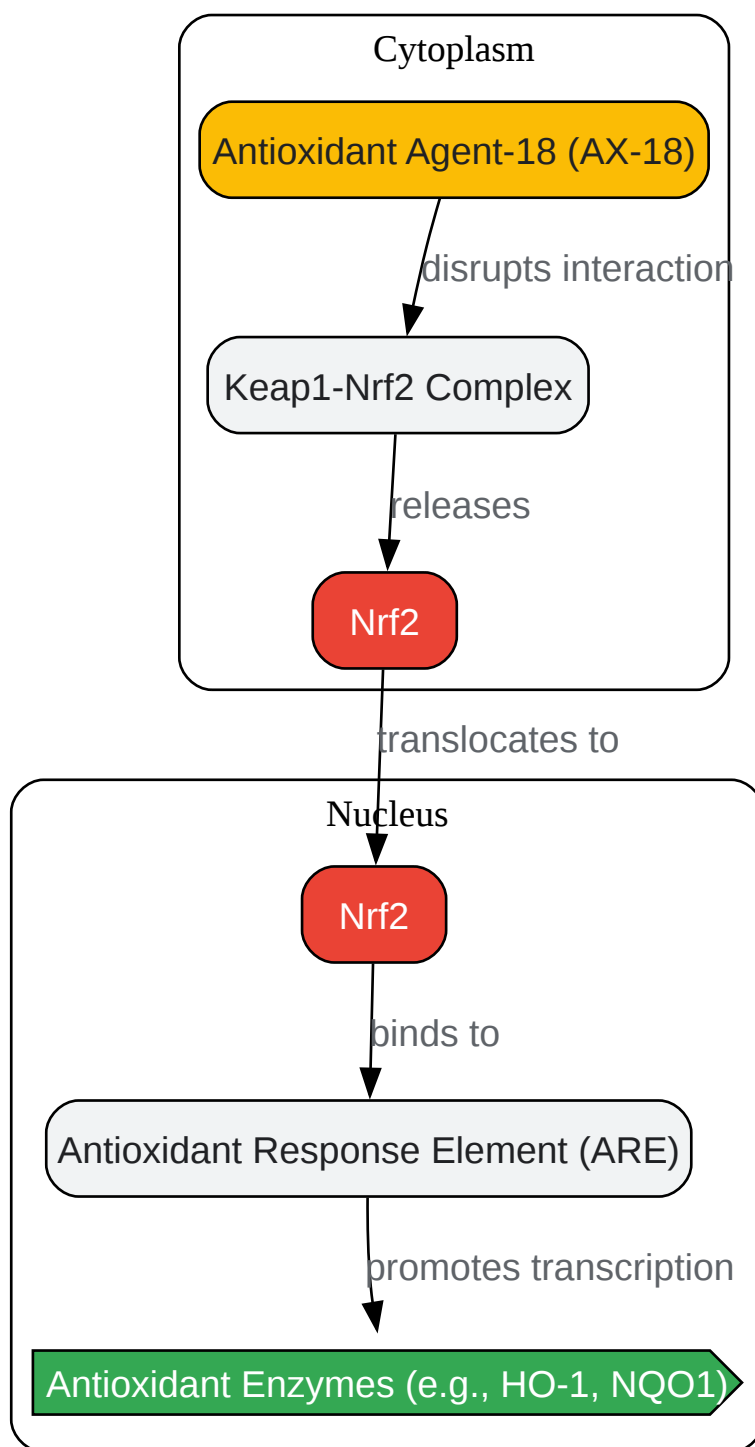 Cytoplasm
Antioxidant Agent-18 (AX-18)
disrupts interaction
Keap1-Nrf2 Complex
releases
Nrf2
translocates to
Nucleus
Nrf2
binds to
Antioxidant Response Element (ARE)
promotes transcription
Antioxidant Enzymes (e.g., HO-1, NQO1)